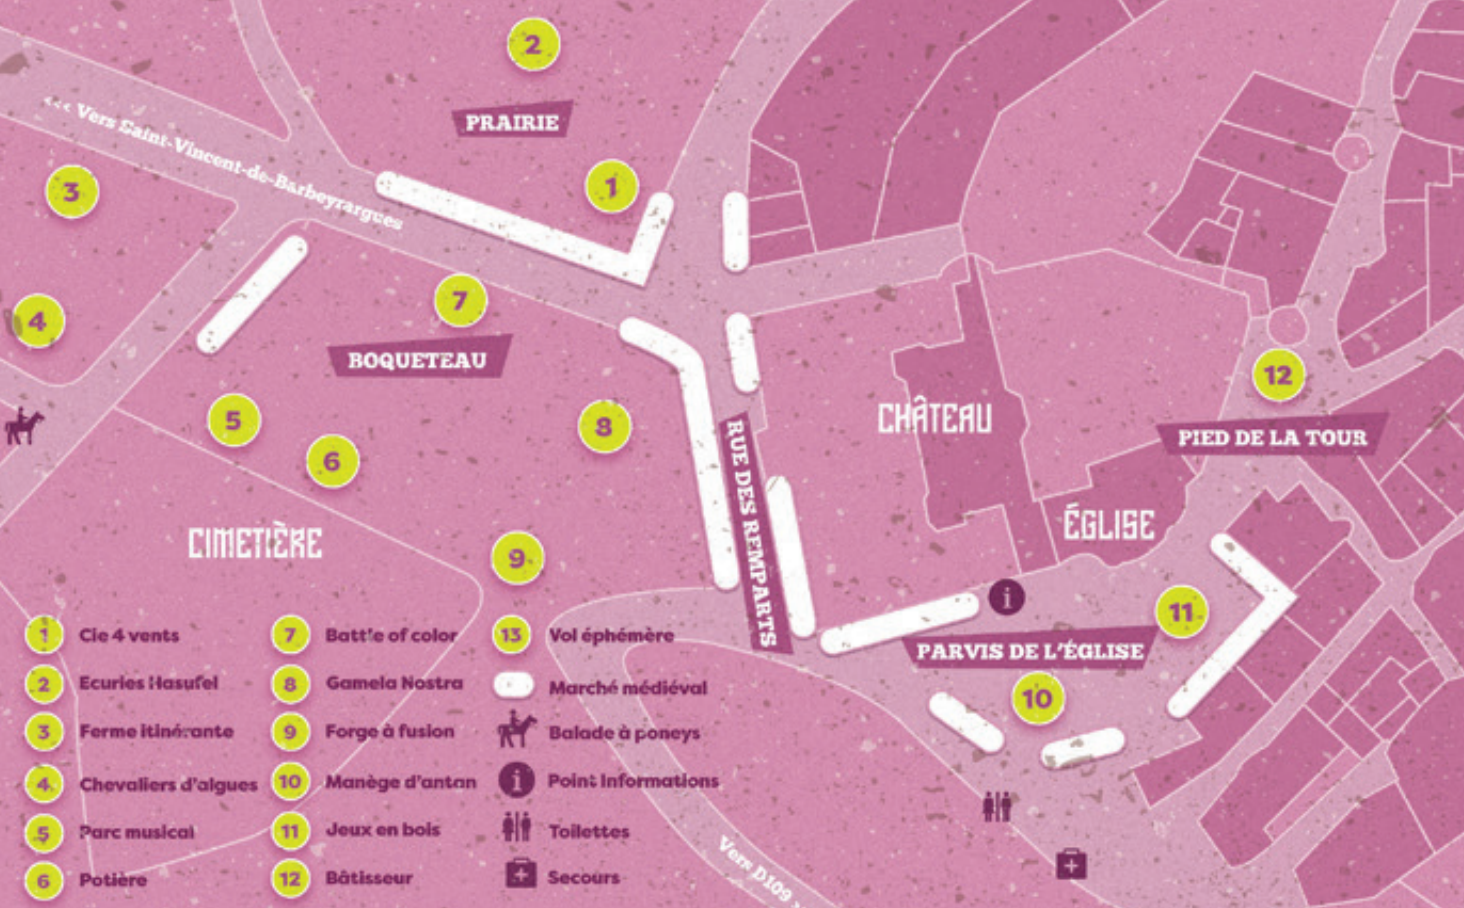 2
PRAIRIE
<<< Vers Saint-Vincent-de-Barbeyrargues
3
1
4
7
BOQUETEAU
5
6
8
9
CIMETIÈRE
RUE DES REMPARTS
CHÂTEAU
12
PIED DE LA TOUR
ÉGLISE
i
11
PARVIS DE L'ÉGLISE
10
Vers D109 >
1 Cie 4 vents
2 Ecuries Hasufel
3 Ferme itinérante
4 Chevaliers d'algues
5 Parc musical
6 Potière
7 Battle of color
8 Gamela Nostra
9 Forge à fusion
10 Manège d'antan
11 Jeux en bois
12 Bâtisseur
13 Vol éphémère
Marché médiéval
Balade à poneys
i Point Informations
Toilettes
Secours